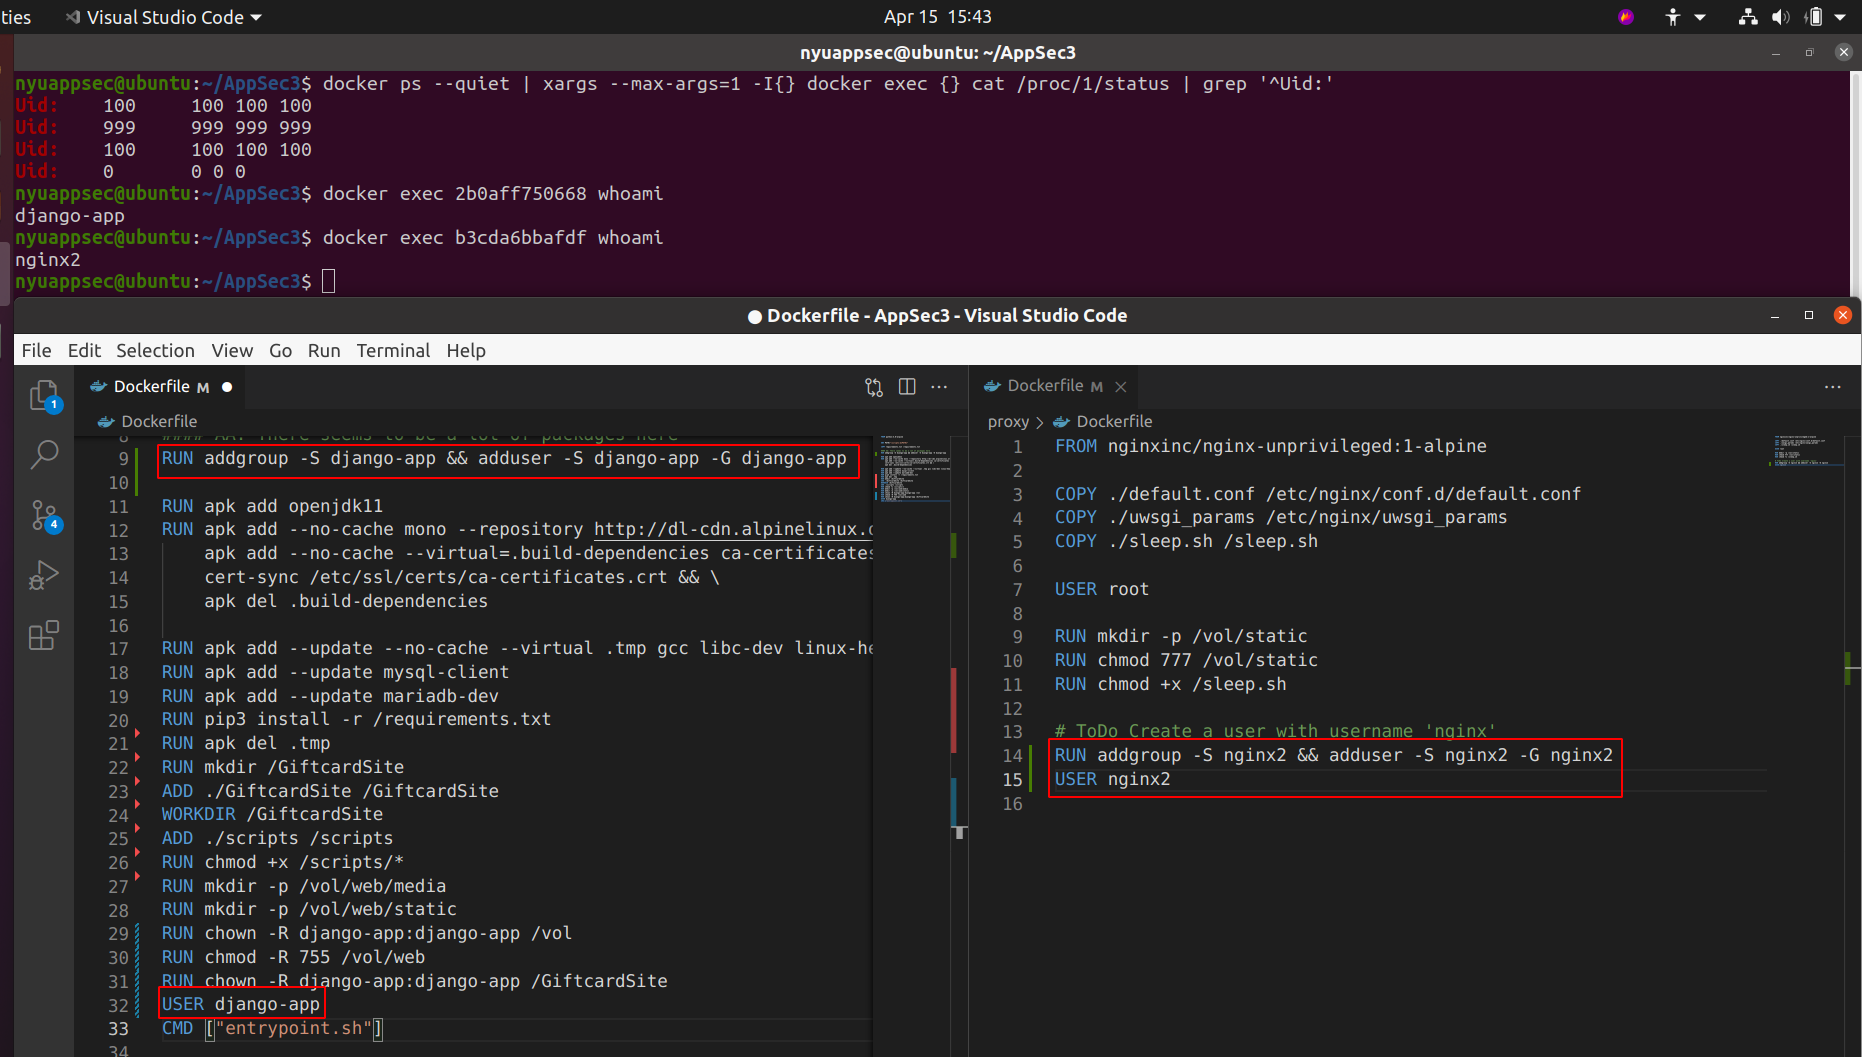 ties
Visual Studio Code
Apr 15 15:43
nyuappsec@ubuntu: ~/AppSec3
nyuappsec@ubuntu:~/AppSec3$ docker ps --quiet | xargs --max-args=1 -I{} docker exec {} cat /proc/1/status | grep '^Uid:'
Uid: 100 100 100 100
Uid: 999 999 999 999
Uid: 100 100 100 100
Uid: 0 0 0 0
nyuappsec@ubuntu:~/AppSec3$ docker exec 2b0aff750668 whoami
django-app
nyuappsec@ubuntu:~/AppSec3$ docker exec b3cda6bbafdf whoami
nginx2
nyuappsec@ubuntu:~/AppSec3$
● Dockerfile - AppSec3 - Visual Studio Code
File Edit Selection View Go Run Terminal Help
1
4
Dockerfile M ●
Dockerfile
8 #### AA: There seems to be a lot of packages here
9 RUN addgroup -S django-app && adduser -S django-app -G django-app
10
11 RUN apk add openjdk11
12 RUN apk add --no-cache mono --repository http://dl-cdn.alpinelinux.o
13 apk add --no-cache --virtual=.build-dependencies ca-certificates
14 cert-sync /etc/ssl/certs/ca-certificates.crt && \
15 apk del .build-dependencies
16
17 RUN apk add --update --no-cache --virtual .tmp gcc libc-dev linux-he
18 RUN apk add --update mysql-client
19 RUN apk add --update mariadb-dev
20 RUN pip3 install -r /requirements.txt
21 RUN apk del .tmp
22 RUN mkdir /GiftcardSite
23 ADD ./GiftcardSite /GiftcardSite
24 WORKDIR /GiftcardSite
25 ADD ./scripts /scripts
26 RUN chmod +x /scripts/*
27 RUN mkdir -p /vol/web/media
28 RUN mkdir -p /vol/web/static
29 RUN chown -R django-app:django-app /vol
30 RUN chmod -R 755 /vol/web
31 RUN chown -R django-app:django-app /GiftcardSite
32 USER django-app
33 CMD ["entrypoint.sh"]
34
Dockerfile M
proxy > Dockerfile
1 FROM nginxinc/nginx-unprivileged:1-alpine
2
3 COPY ./default.conf /etc/nginx/conf.d/default.conf
4 COPY ./uwsgi_params /etc/nginx/uwsgi_params
5 COPY ./sleep.sh /sleep.sh
6
7 USER root
8
9 RUN mkdir -p /vol/static
10 RUN chmod 777 /vol/static
11 RUN chmod +x /sleep.sh
12
13 # ToDo Create a user with username 'nginx'
14 RUN addgroup -S nginx2 && adduser -S nginx2 -G nginx2
15 USER nginx2
16